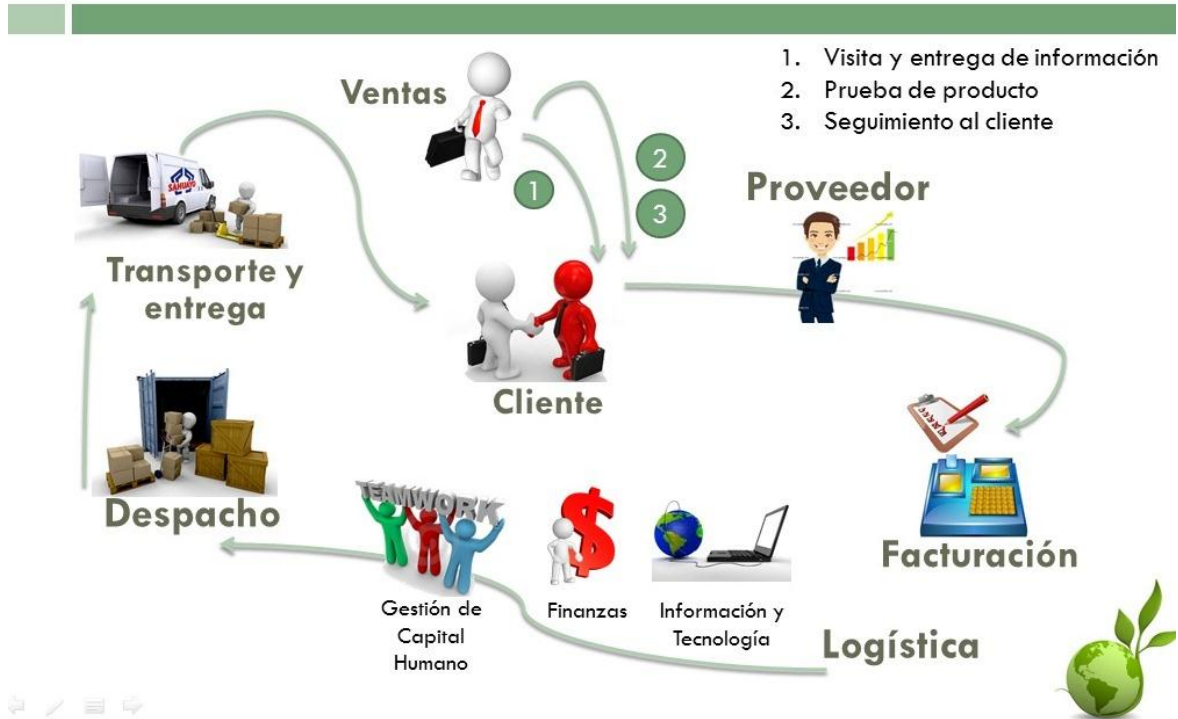 1. Visita y entrega de información
2. Prueba de producto
3. Seguimiento al cliente
Ventas
1
2
3
Proveedor
SAHUAYO
Transporte y
entrega
Cliente
Despacho
TEAMWORK
Facturación
Gestión de
Capital
Humano
Finanzas
Información y
Tecnología
Logística